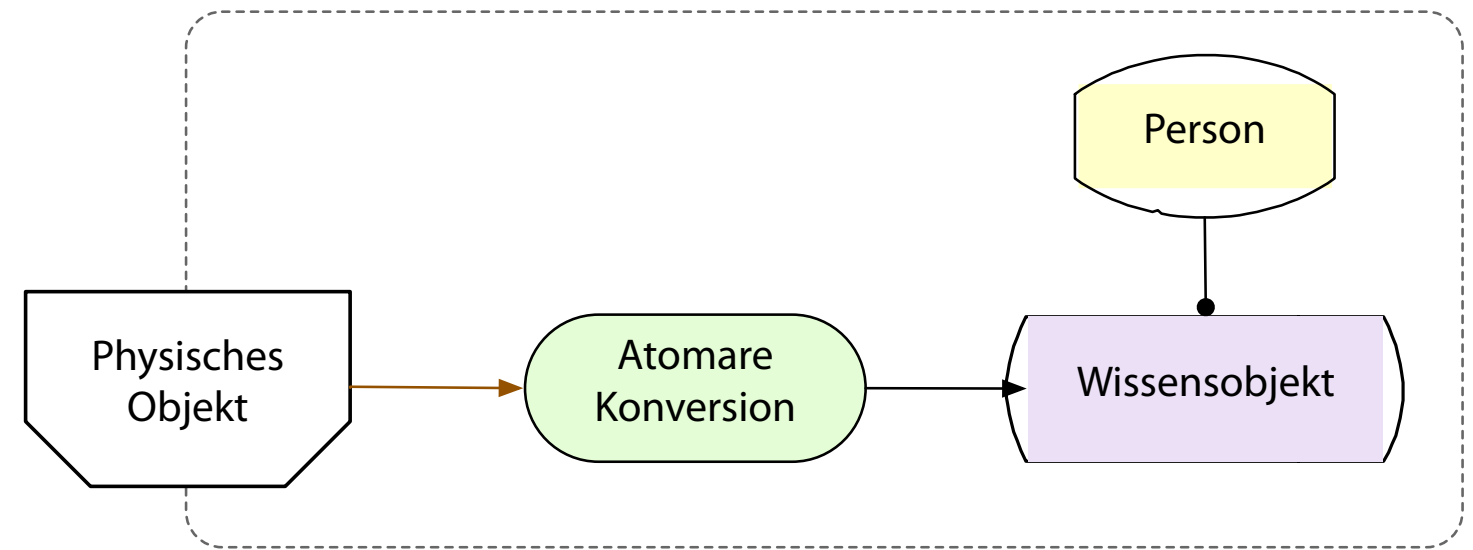 Person
Physisches
Objekt
Atomare
Konversion
Wissensobjekt